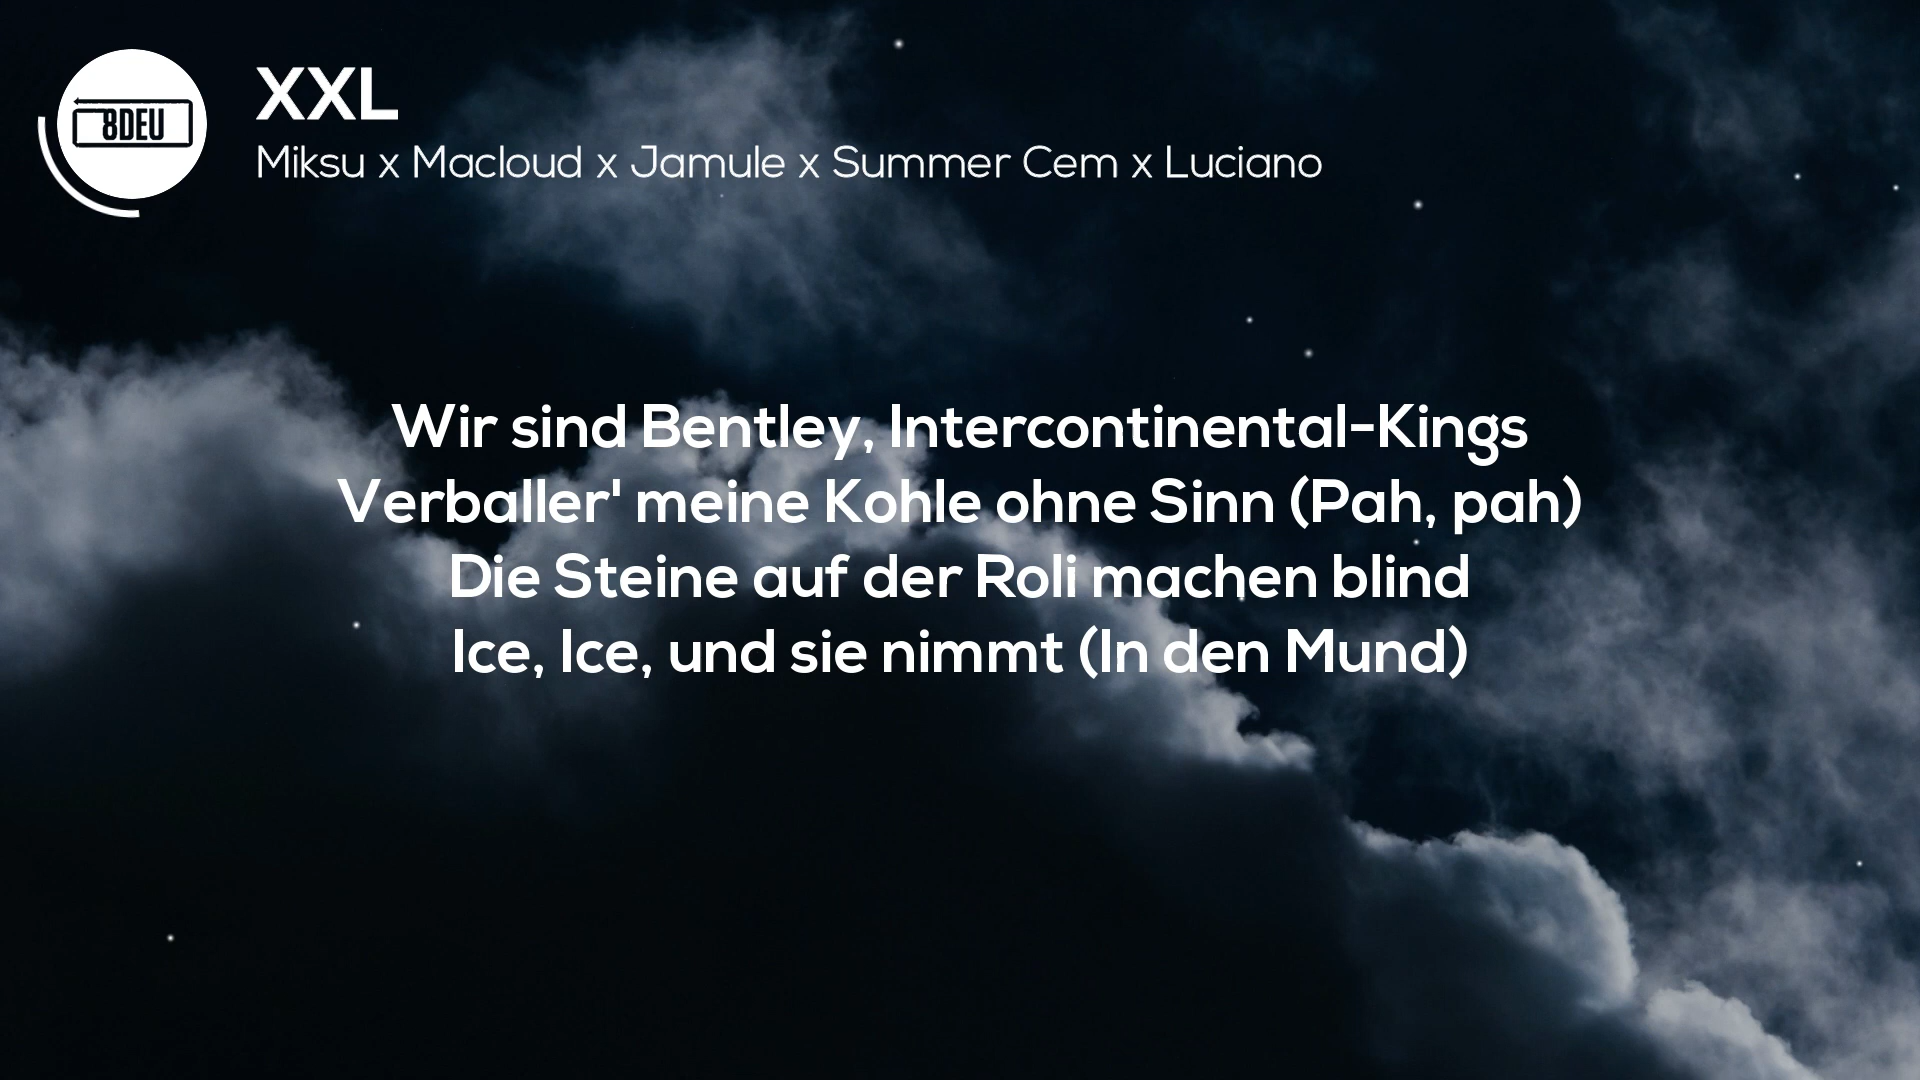 8DEU
XXL
Miksu x Macloud x Jamule x Summer Cem x Luciano
Wir sind Bentley, Intercontinental-Kings
Verballer' meine Kohle ohne Sinn (Pah, pah)
Die Steine auf der Roli machen blind
Ice, Ice, und sie nimmt (In den Mund)